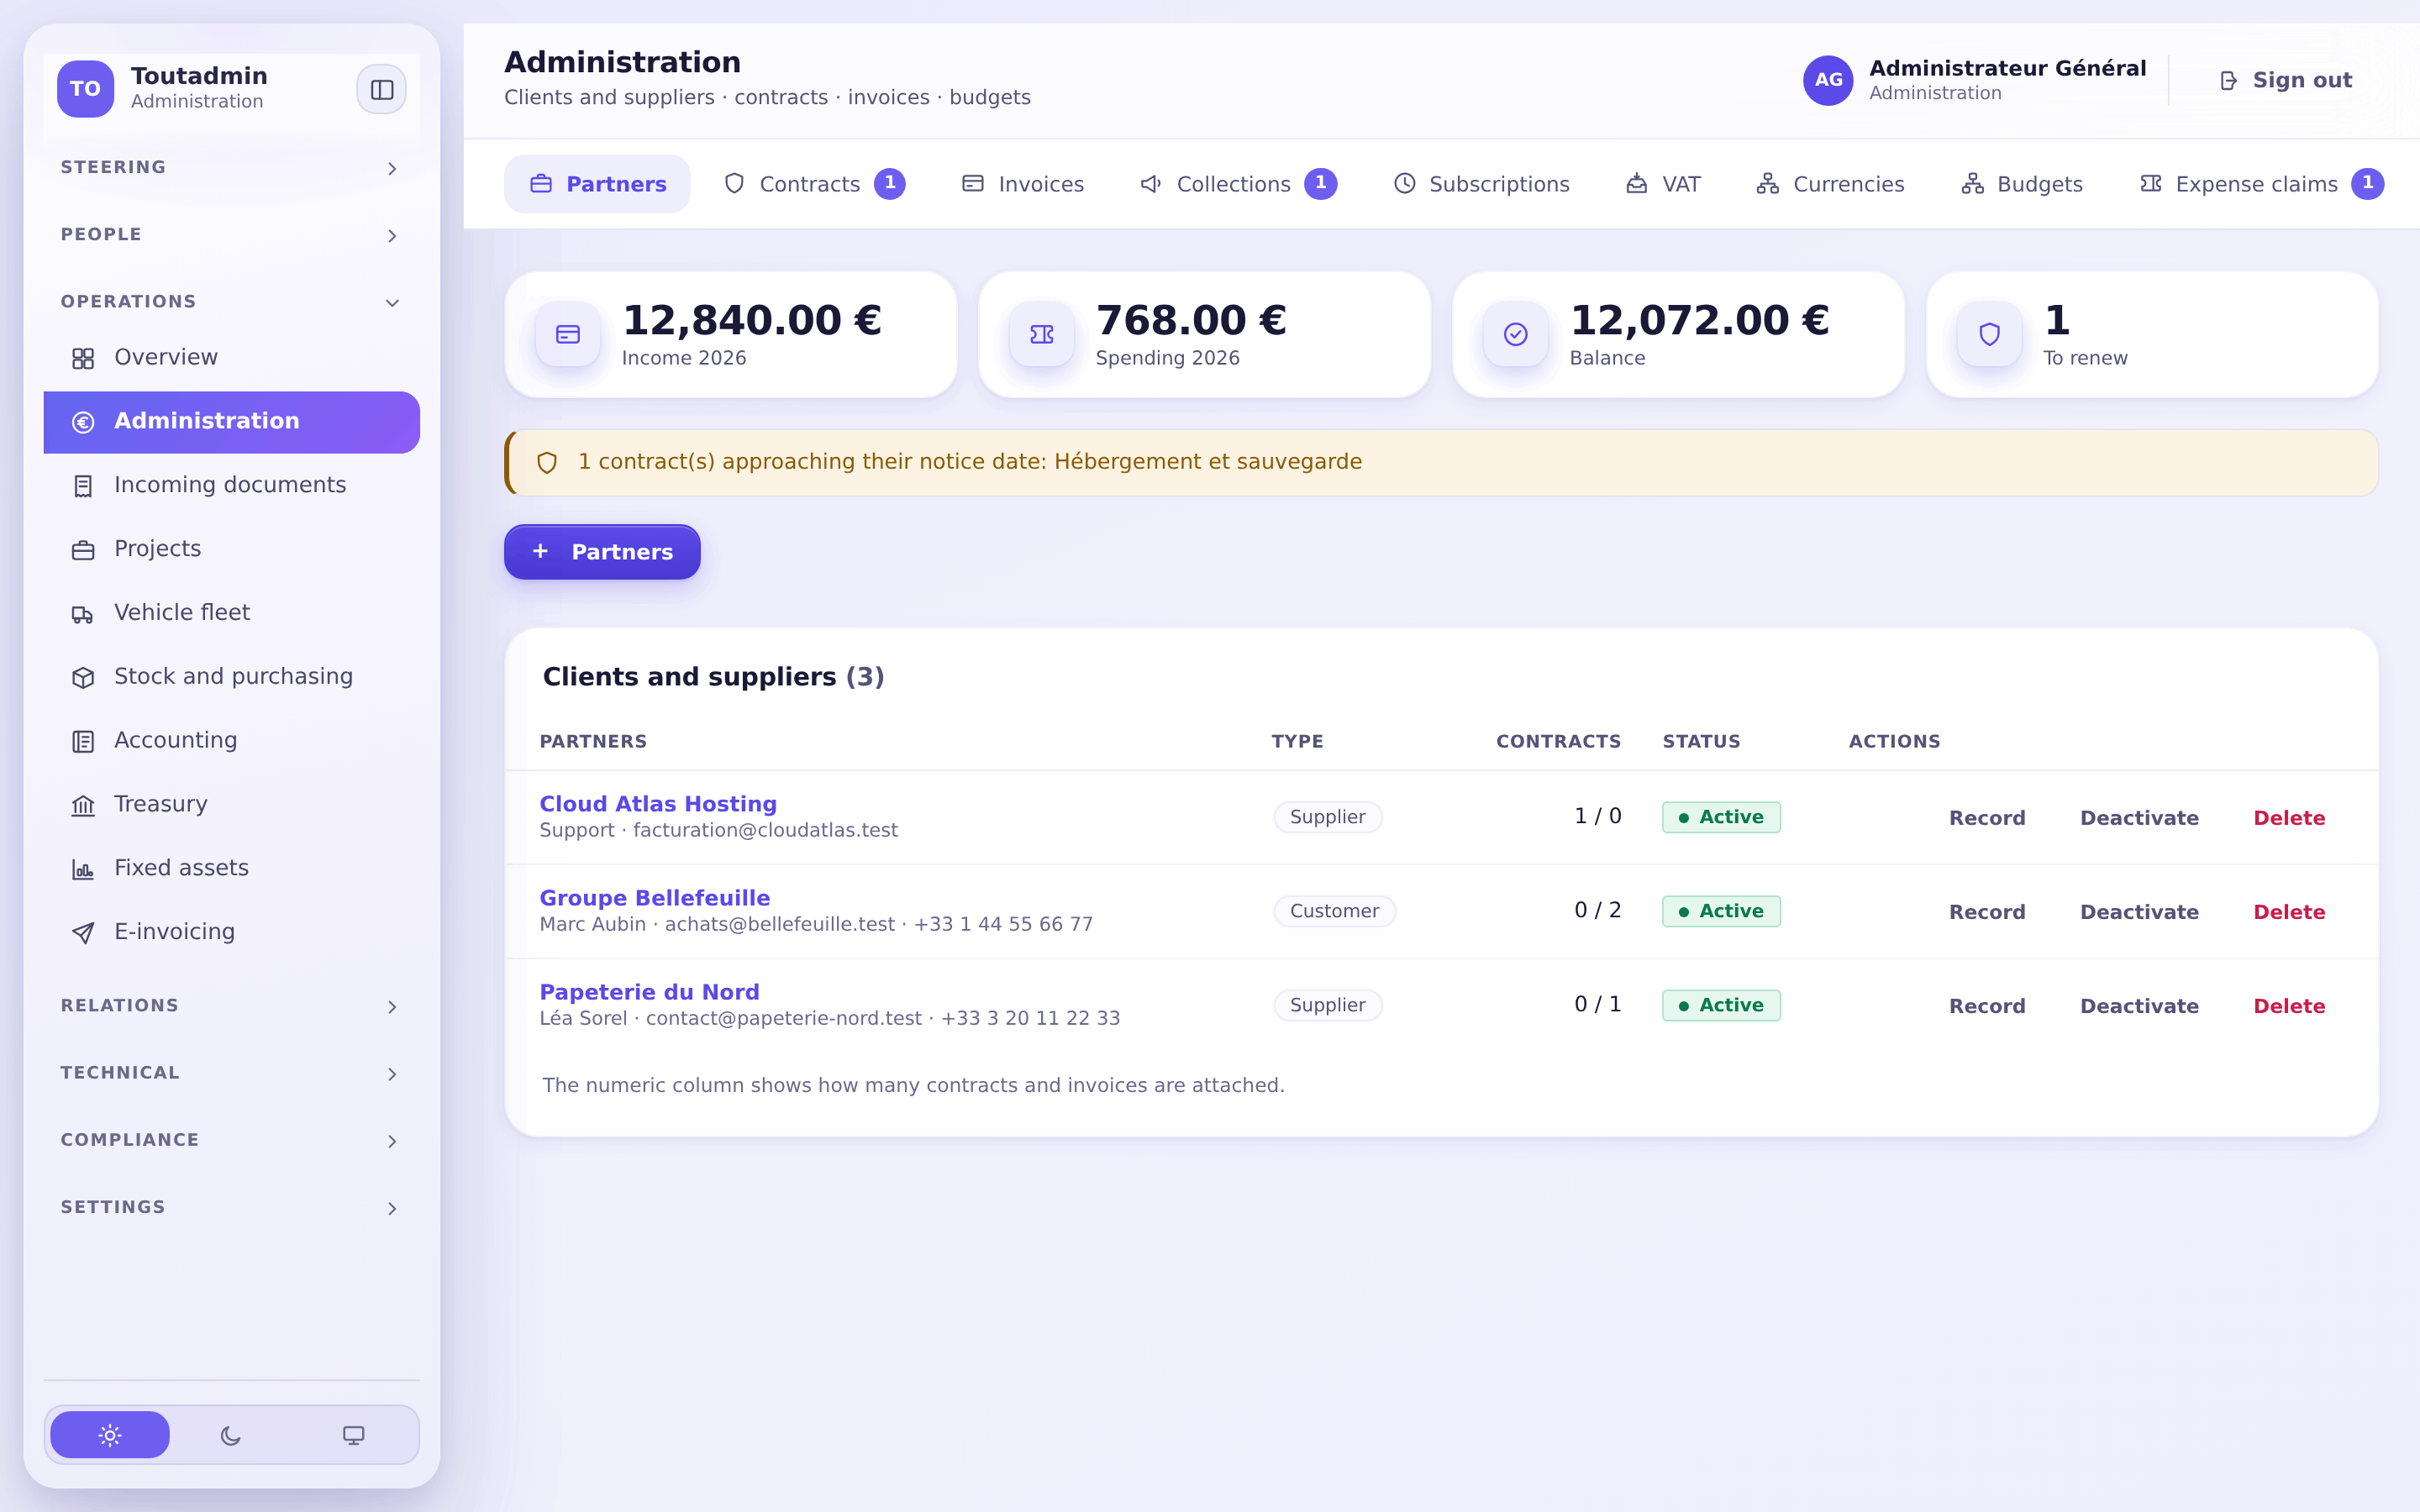 TO
Toutadmin
Administration
STEERING
PEOPLE
OPERATIONS
Overview
Administration
Incoming documents
Projects
Vehicle fleet
Stock and purchasing
Accounting
Treasury
Fixed assets
E-invoicing
RELATIONS
TECHNICAL
COMPLIANCE
SETTINGS
Administration
Clients and suppliers · contracts · invoices · budgets
AG
Administrateur Général
Administration
Sign out
Partners
Contracts 1
Invoices
Collections 1
Subscriptions
VAT
Currencies
Budgets
Expense claims 1
12,840.00 €
Income 2026
768.00 €
Spending 2026
12,072.00 €
Balance
1
To renew
1 contract(s) approaching their notice date: Hébergement et sauvegarde
+ Partners
Clients and suppliers (3)
PARTNERS TYPE CONTRACTS STATUS ACTIONS
Cloud Atlas Hosting
Support · facturation@cloudatlas.test
Supplier 1 / 0 Active Record Deactivate Delete
Groupe Bellefeuille
Marc Aubin · achats@bellefeuille.test · +33 1 44 55 66 77
Customer 0 / 2 Active Record Deactivate Delete
Papeterie du Nord
Léa Sorel · contact@papeterie-nord.test · +33 3 20 11 22 33
Supplier 0 / 1 Active Record Deactivate Delete
The numeric column shows how many contracts and invoices are attached.